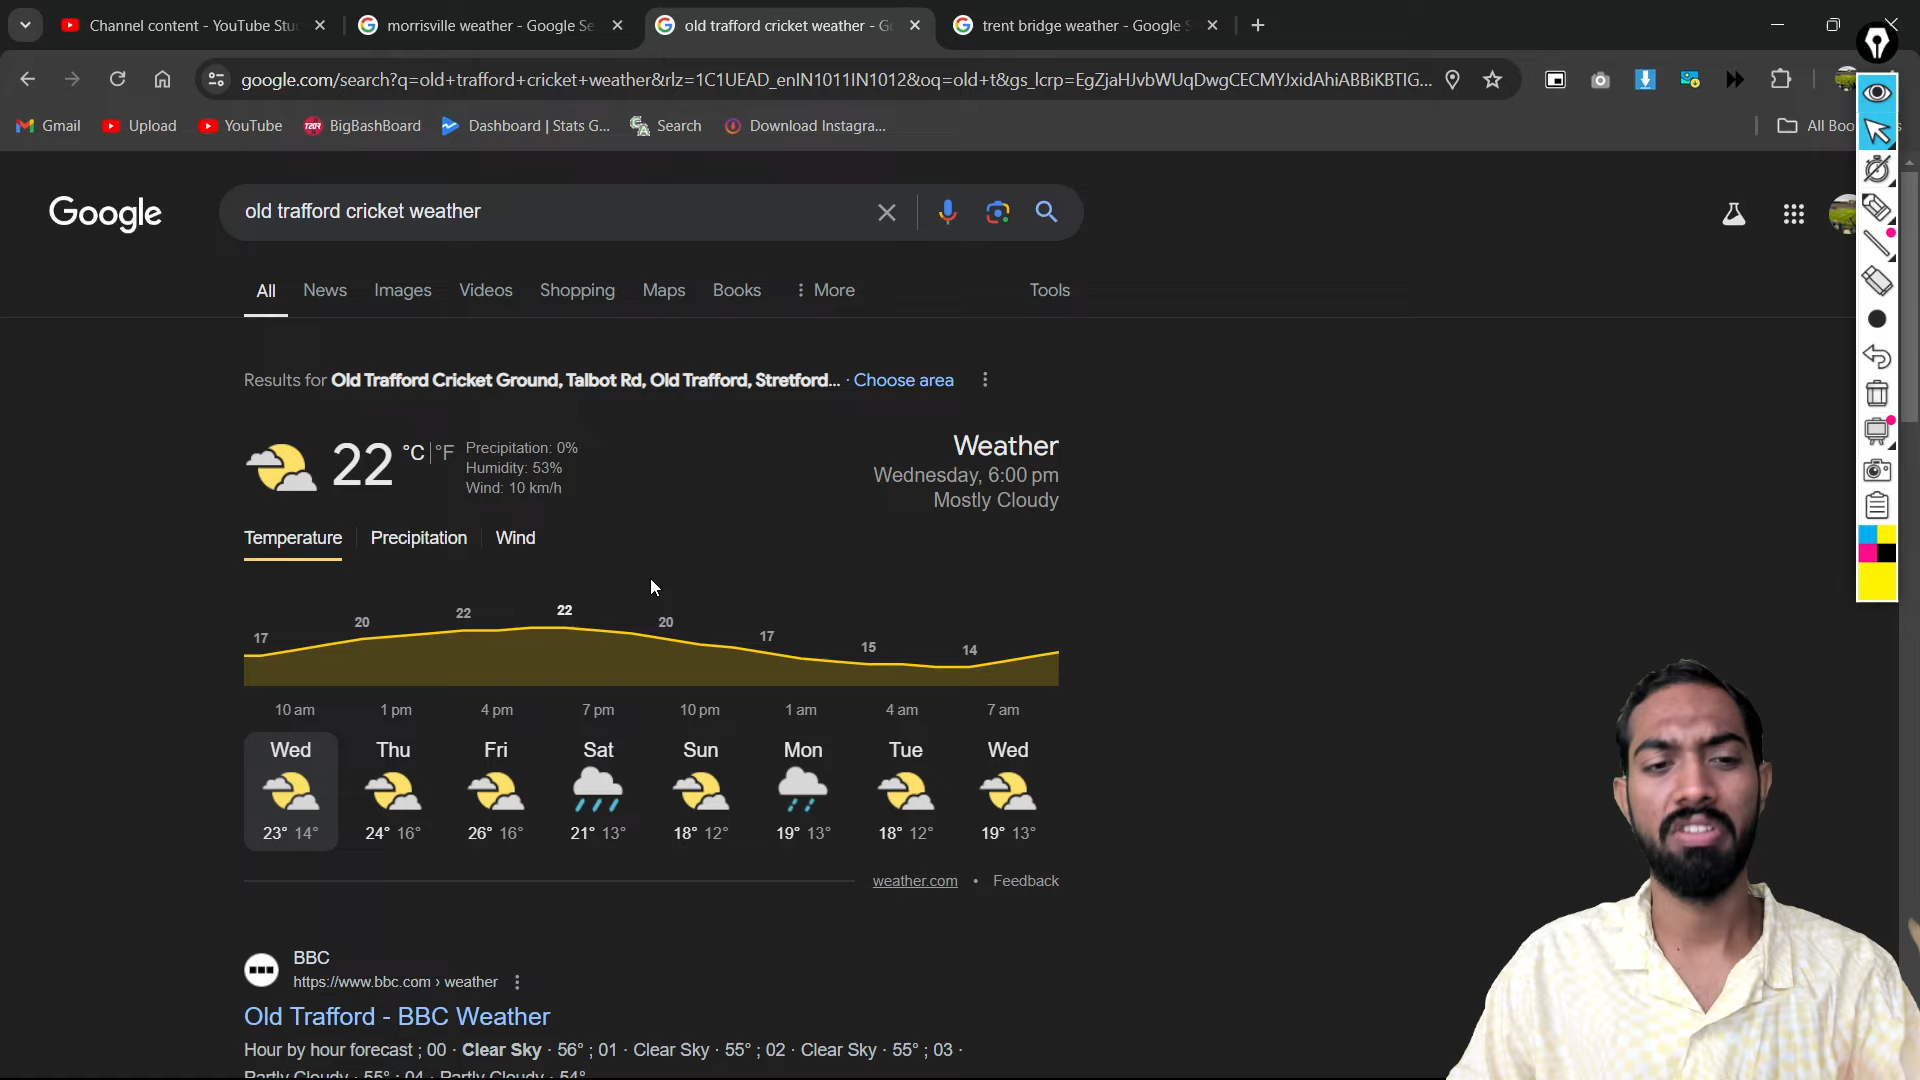 Channel content - YouTube Stu
morrisville weather - Google Se
old trafford cricket weather - Go
trent bridge weather - Google S
google.com/search?q=old+trafford+cricket+weather&rlz=1C1UEAD_enIN1011IN1012&oq=old+t&gs_lcrp=EgZjaHJvbWUqDwgCECMYJxidAhiABBiKBTIG...
Gmail
Upload
YouTube
BigBashBoard
Dashboard | Stats G...
Search
Download Instagra...
All Boo
Google
old trafford cricket weather
All News Images Videos Shopping Maps Books More Tools
Results for Old Trafford Cricket Ground, Talbot Rd, Old Trafford, Stretford... · Choose area
22 °C | °F
Precipitation: 0%
Humidity: 53%
Wind: 10 km/h
Weather
Wednesday, 6:00 pm
Mostly Cloudy
Temperature Precipitation Wind
17 20 22 22 20 17 15 14
10 am 1 pm 4 pm 7 pm 10 pm 1 am 4 am 7 am
Wed Thu Fri Sat Sun Mon Tue Wed
23° 14° 24° 16° 26° 16° 21° 13° 18° 12° 19° 13° 18° 12° 19° 13°
weather.com • Feedback
BBC
https://www.bbc.com › weather
Old Trafford - BBC Weather
Hour by hour forecast ; 00 · Clear Sky · 56° ; 01 · Clear Sky · 55° ; 02 · Clear Sky · 55° ; 03 ·
Partly Cloudy · 55° ; 04 · Partly Cloudy · 54°